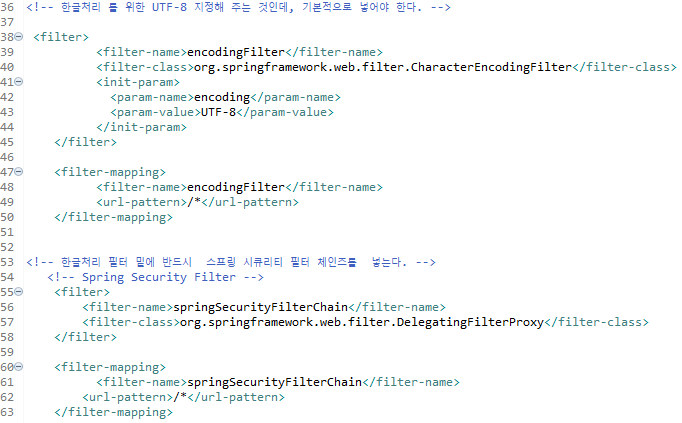 36 <!-- 한글처리 를 위한 UTF-8 지정해 주는 것인데, 기본적으로 넣어야 한다. -->
37
38 <filter>
39 <filter-name>encodingFilter</filter-name>
40 <filter-class>org.springframework.web.filter.CharacterEncodingFilter</filter-class>
41 <init-param>
42 <param-name>encoding</param-name>
43 <param-value>UTF-8</param-value>
44 </init-param>
45 </filter>
46
47 <filter-mapping>
48 <filter-name>encodingFilter</filter-name>
49 <url-pattern>/*</url-pattern>
50 </filter-mapping>
51
52
53 <!-- 한글처리 필터 밑에 반드시 스프링 시큐리티 필터 체인즈를 넣는다. -->
54 <!-- Spring Security Filter -->
55 <filter>
56 <filter-name>springSecurityFilterChain</filter-name>
57 <filter-class>org.springframework.web.filter.DelegatingFilterProxy</filter-class>
58 </filter>
59
60 <filter-mapping>
61 <filter-name>springSecurityFilterChain</filter-name>
62 <url-pattern>/*</url-pattern>
63 </filter-mapping>